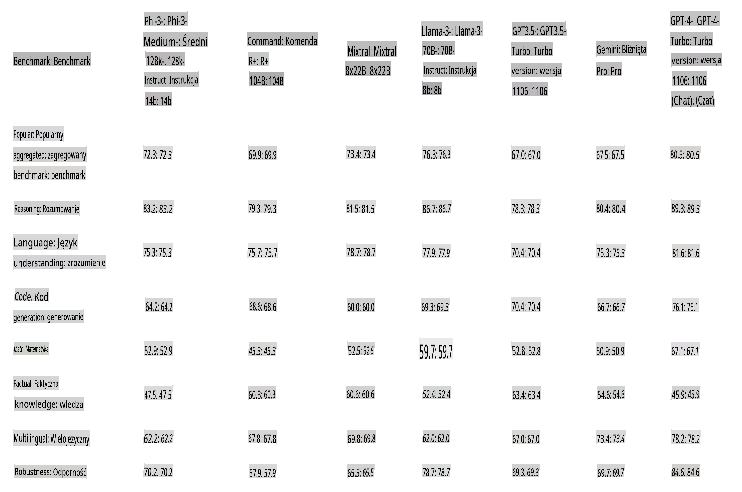 Benchmark: Benchmark
Phi-3-: Phi-3-
Medium-: Średni
128k-: 128k-
Instruct: Instrukcja
14b: 14b
Command: Komenda
R+: R+
104B: 104B
Mixtral: Mixtral
8x22B: 8x22B
Llama-3-: Llama-3-
70B-: 70B-
Instruct: Instrukcja
8b: 8b
GPT3.5-: GPT3.5-
Turbo: Turbo
version: wersja
1106: 1106
Gemini: Bliźnięta
Pro: Pro
GPT-4-: GPT-4-
Turbo: Turbo
version: wersja
1106: 1106
(Chat): (Czat)
Popular: Popularny
aggregated: zagregowany
benchmark: benchmark
72.3: 72.3
69.9: 69.9
73.4: 73.4
76.3: 76.3
67.0: 67.0
67.5: 67.5
80.5: 80.5
Reasoning: Rozumowanie
83.2: 83.2
79.3: 79.3
81.5: 81.5
86.7: 86.7
78.3: 78.3
80.4: 80.4
89.3: 89.3
Language: Język
understanding: zrozumienie
75.3: 75.3
75.7: 75.7
78.7: 78.7
77.9: 77.9
70.4: 70.4
75.3: 75.3
81.6: 81.6
Code: Kod
generation: generowanie
64.2: 64.2
68.6: 68.6
60.0: 60.0
69.3: 69.3
70.4: 70.4
66.7: 66.7
76.1: 76.1
Math: Matematyka
52.9: 52.9
45.3: 45.3
52.5: 52.5
59.7: 59.7
52.8: 52.8
50.9: 50.9
67.1: 67.1
Factual: Faktyczna
knowledge: wiedza
47.5: 47.5
60.3: 60.3
60.6: 60.6
52.4: 52.4
63.4: 63.4
54.6: 54.6
45.9: 45.9
Multilingual: Wielojęzyczny
62.2: 62.2
67.8: 67.8
69.8: 69.8
62.0: 62.0
67.0: 67.0
73.4: 73.4
78.2: 78.2
Robustness: Odporność
70.2: 70.2
57.9: 57.9
65.5: 65.5
78.7: 78.7
69.3: 69.3
69.7: 69.7
84.6: 84.6